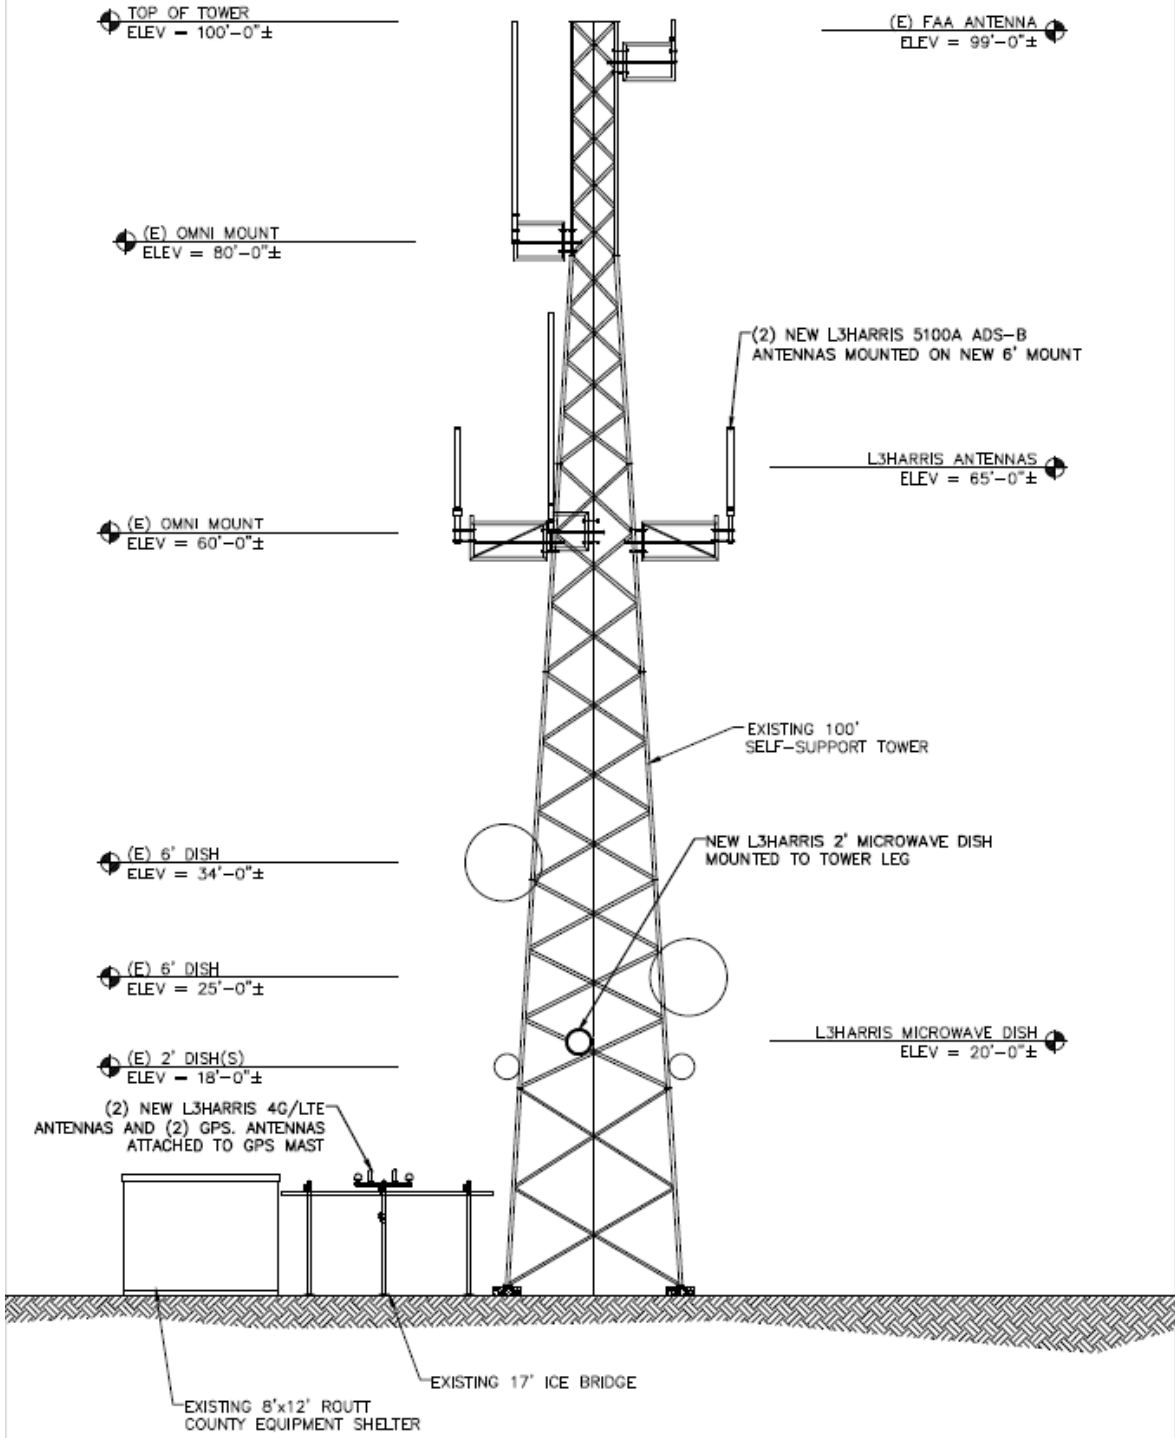 TOP OF TOWER
ELEV = 100'-0"±
(E) FAA ANTENNA
ELEV = 99'-0"±
(E) OMNI MOUNT
ELEV = 80'-0"±
(2) NEW L3HARRIS 5100A ADS-B
ANTENNAS MOUNTED ON NEW 6' MOUNT
L3HARRIS ANTENNAS
ELEV = 65'-0"±
(E) OMNI MOUNT
ELEV = 60'-0"±
EXISTING 100'
SELF-SUPPORT TOWER
NEW L3HARRIS 2' MICROWAVE DISH
MOUNTED TO TOWER LEG
(E) 6' DISH
ELEV = 34'-0"±
(E) 6' DISH
ELEV = 25'-0"±
L3HARRIS MICROWAVE DISH
ELEV = 20'-0"±
(E) 2' DISH(S)
ELEV = 18'-0"±
(2) NEW L3HARRIS 4G/LTE
ANTENNAS AND (2) GPS. ANTENNAS
ATTACHED TO GPS MAST
EXISTING 17' ICE BRIDGE
EXISTING 8'x12' ROUTT
COUNTY EQUIPMENT SHELTER